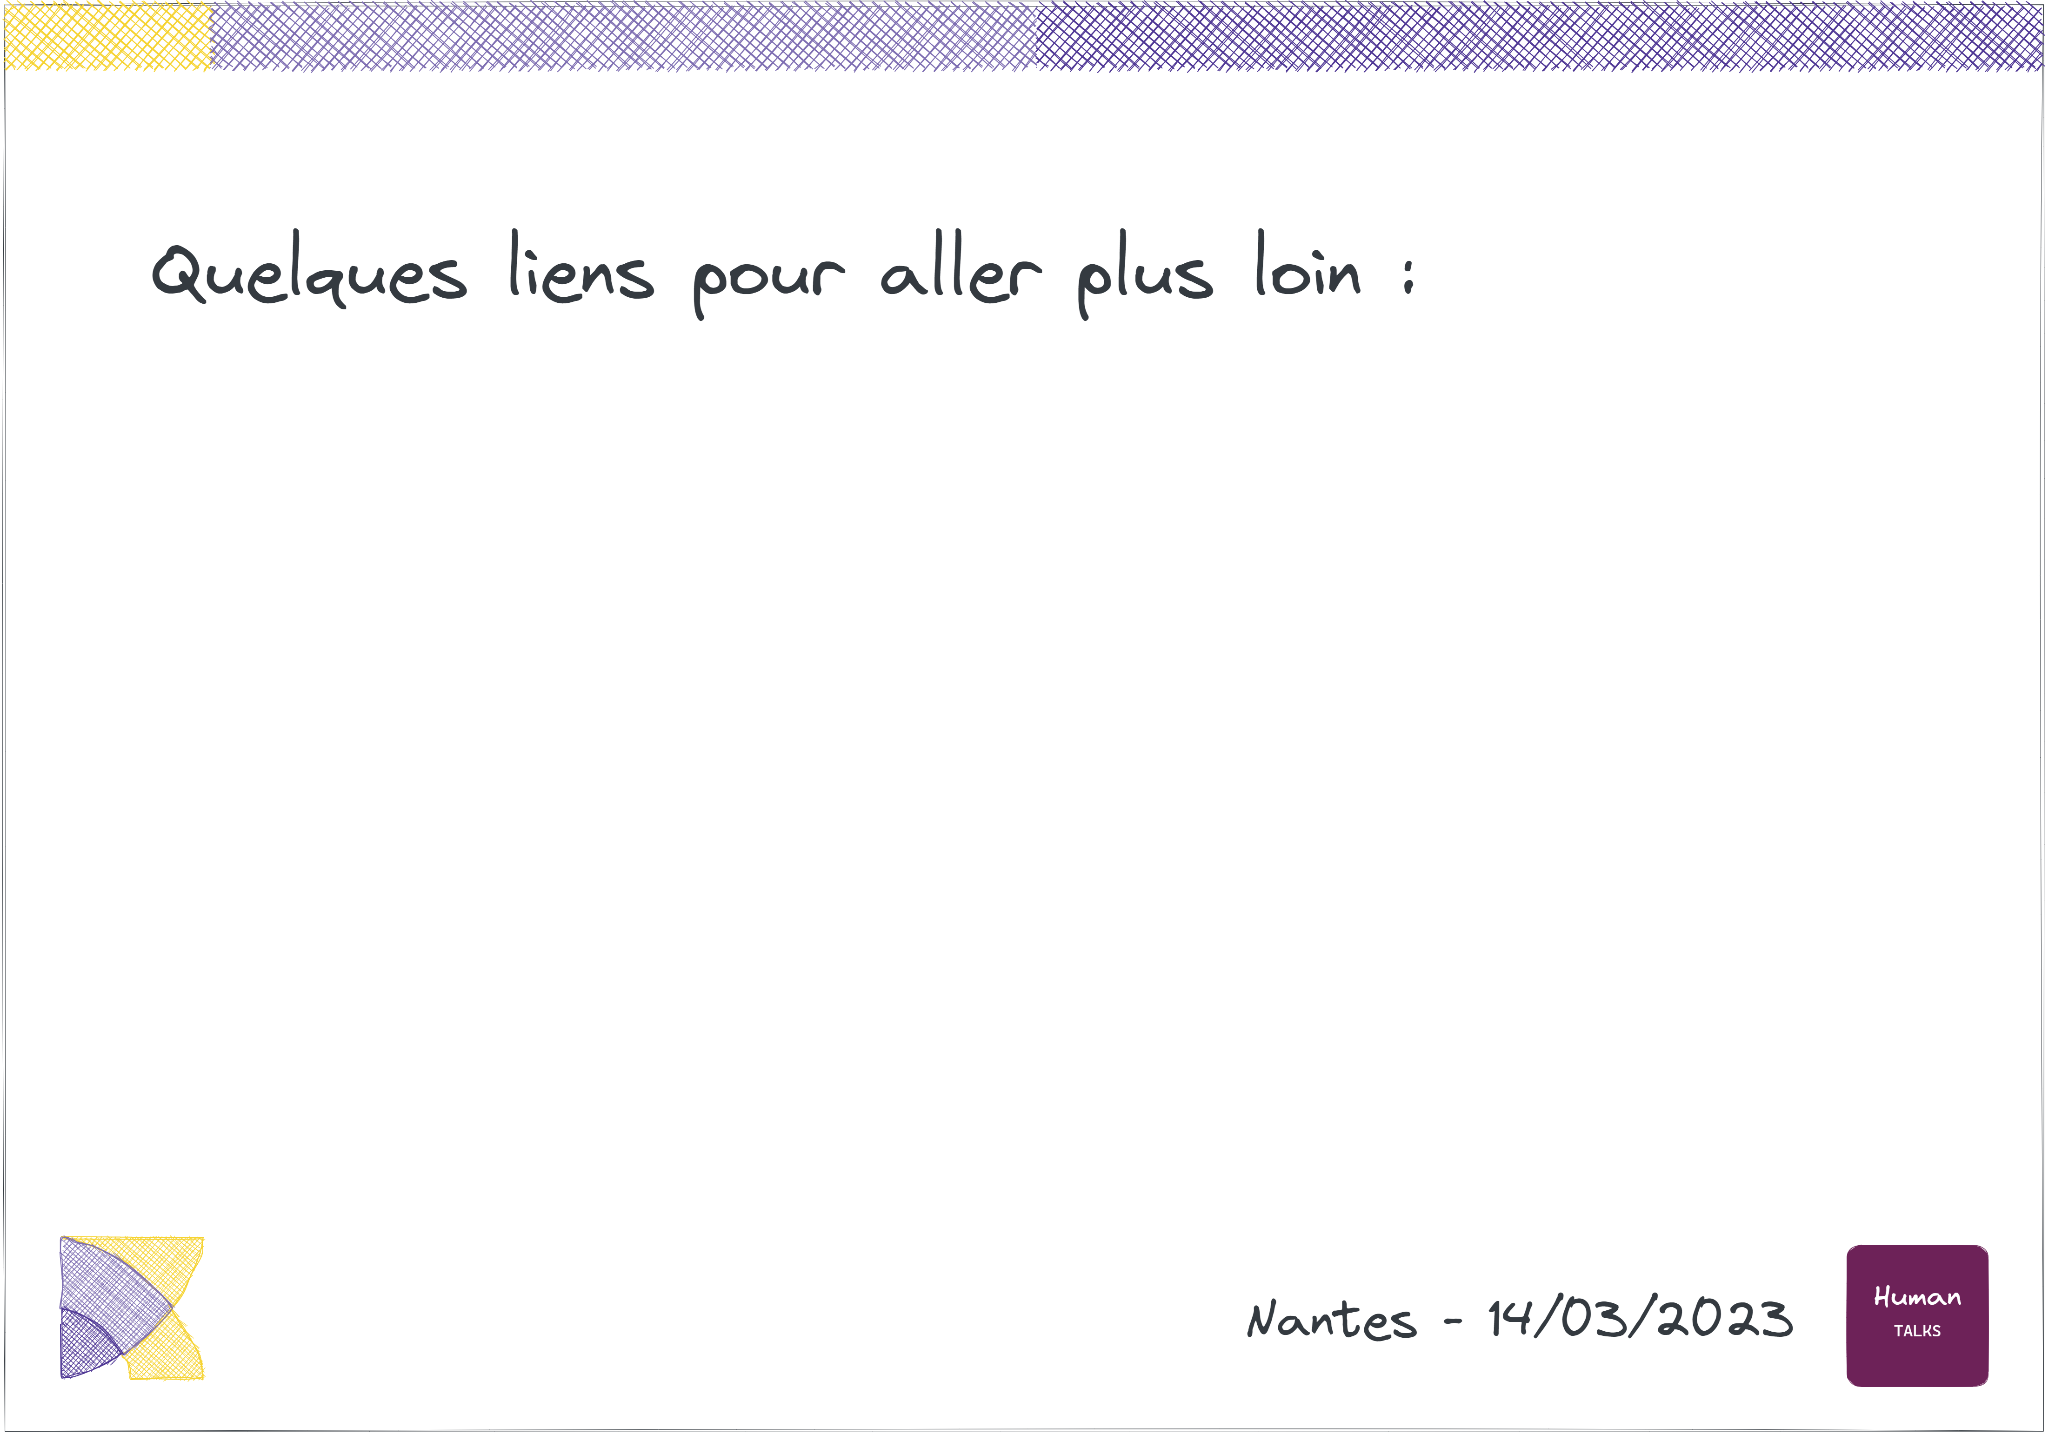 Quelques liens pour aller plus loin :
Nantes - 14/03/2023
Human
TALKS